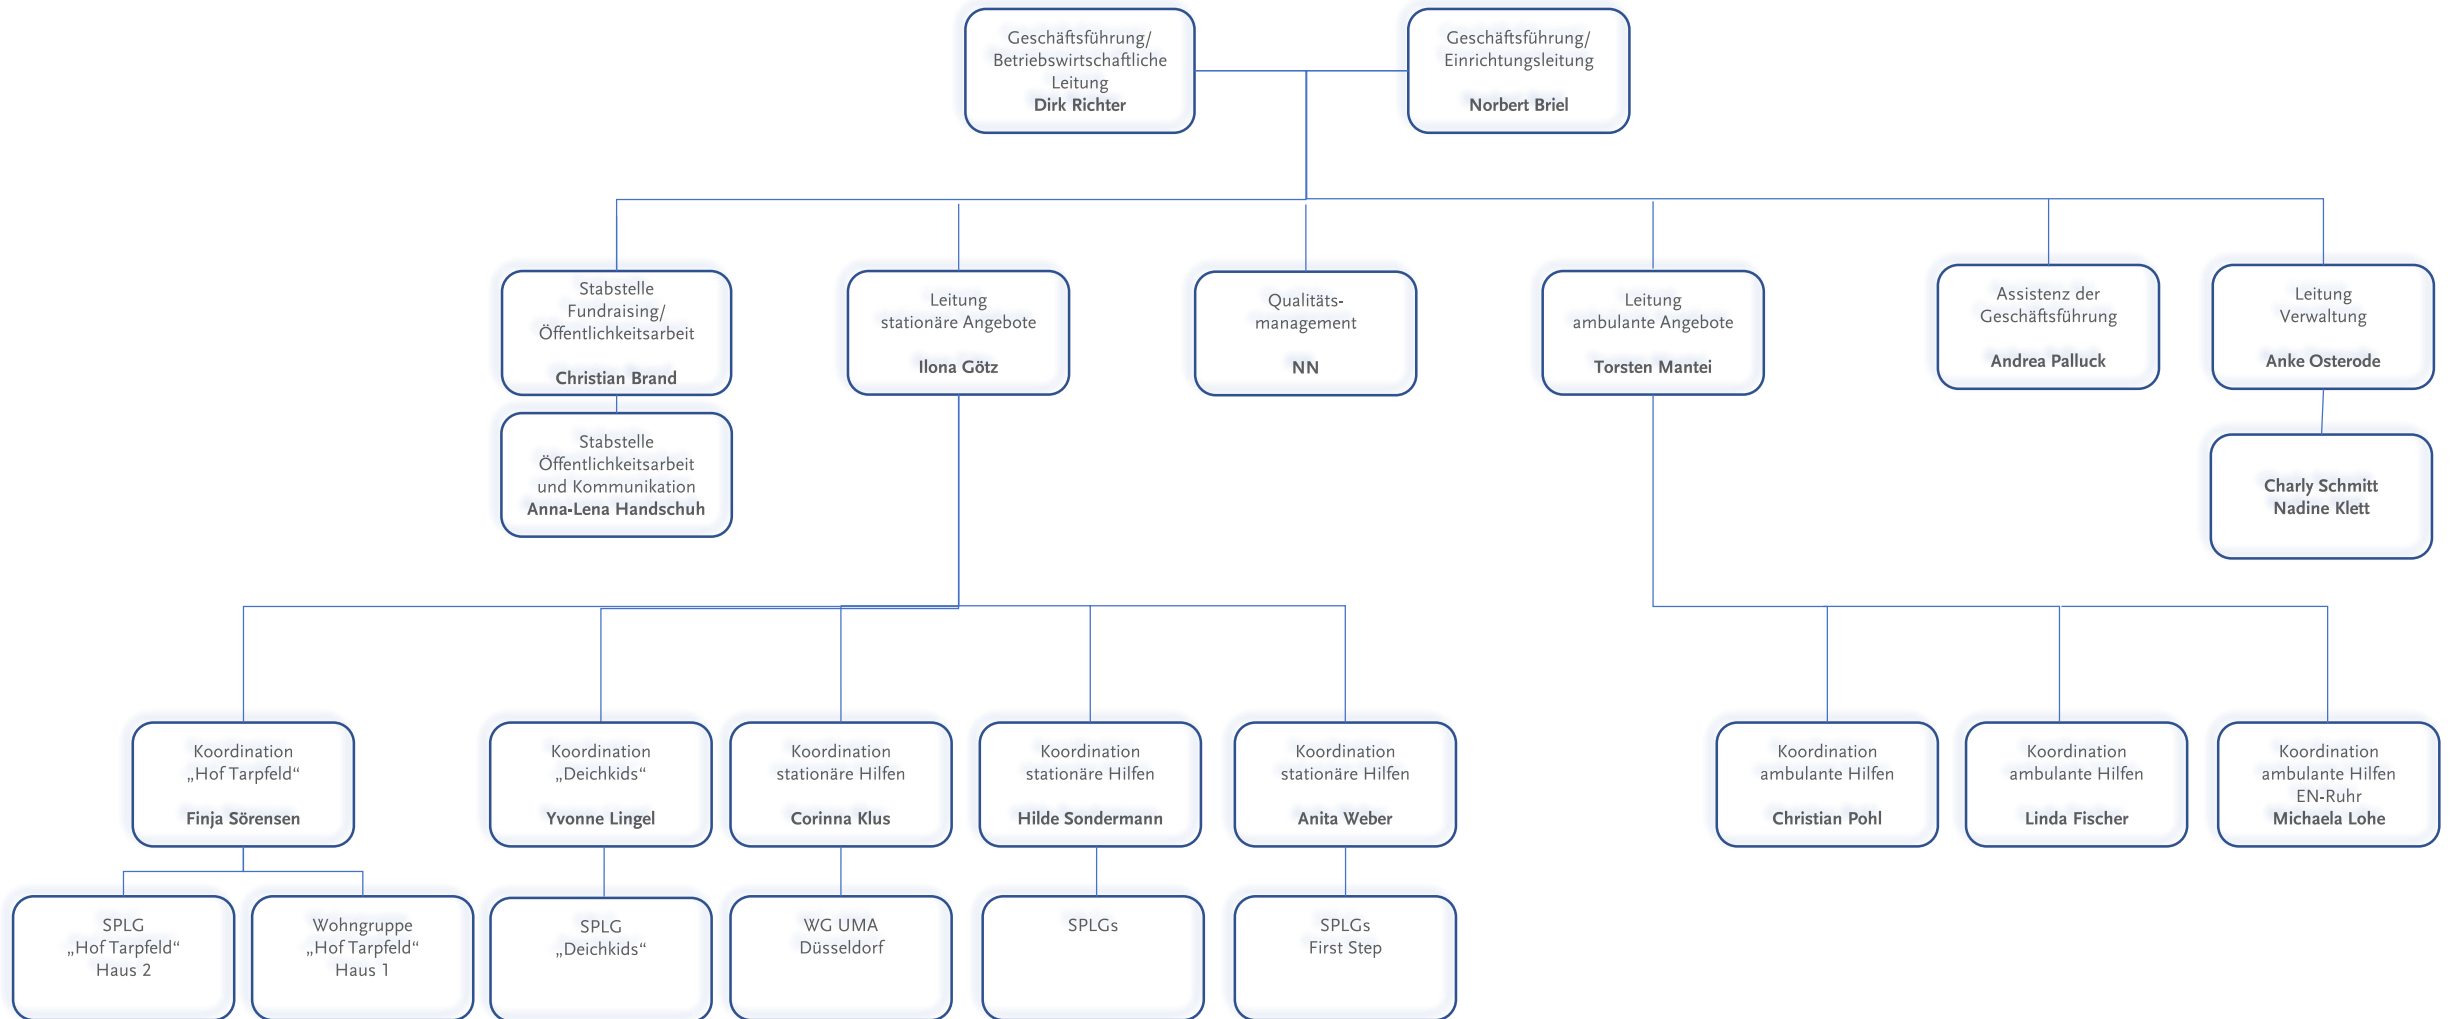 Geschäftsführung/
Betriebswirtschaftliche
Leitung
Dirk Richter
Geschäftsführung/
Einrichtungsleitung
Norbert Briel
Stabstelle
Fundraising/
Öffentlichkeitsarbeit
Christian Brand
Leitung
stationäre Angebote
Ilona Götz
Qualitäts-
management
NN
Leitung
ambulante Angebote
Torsten Mantei
Assistenz der
Geschäftsführung
Andrea Palluck
Leitung
Verwaltung
Anke Osterode
Stabstelle
Öffentlichkeitsarbeit
und Kommunikation
Anna-Lena Handschuh
Charly Schmitt
Nadine Klett
Koordination
„Hof Tarpfeld“
Finja Sörensen
Koordination
„Deichkids“
Yvonne Lingel
Koordination
stationäre Hilfen
Corinna Klus
Koordination
stationäre Hilfen
Hilde Sondermann
Koordination
stationäre Hilfen
Anita Weber
Koordination
ambulante Hilfen
Christian Pohl
Koordination
ambulante Hilfen
Linda Fischer
Koordination
ambulante Hilfen
EN-Ruhr
Michaela Lohe
SPLG
„Hof Tarpfeld“
Haus 2
Wohngruppe
„Hof Tarpfeld“
Haus 1
SPLG
„Deichkids“
WG UMA
Düsseldorf
SPLGs
SPLGs
First Step